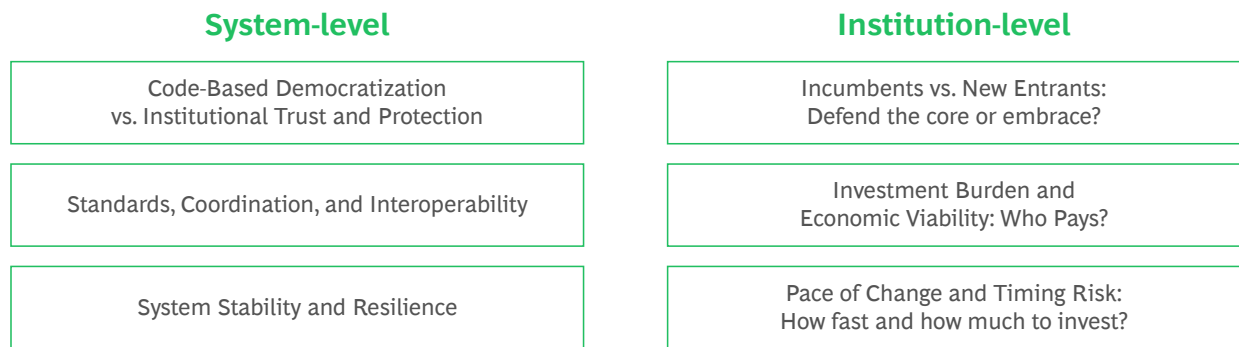 System-level
Code-Based Democratization
vs. Institutional Trust and Protection
Standards, Coordination, and Interoperability
System Stability and Resilience
Institution-level
Incumbents vs. New Entrants:
Defend the core or embrace?
Investment Burden and
Economic Viability: Who Pays?
Pace of Change and Timing Risk:
How fast and how much to invest?